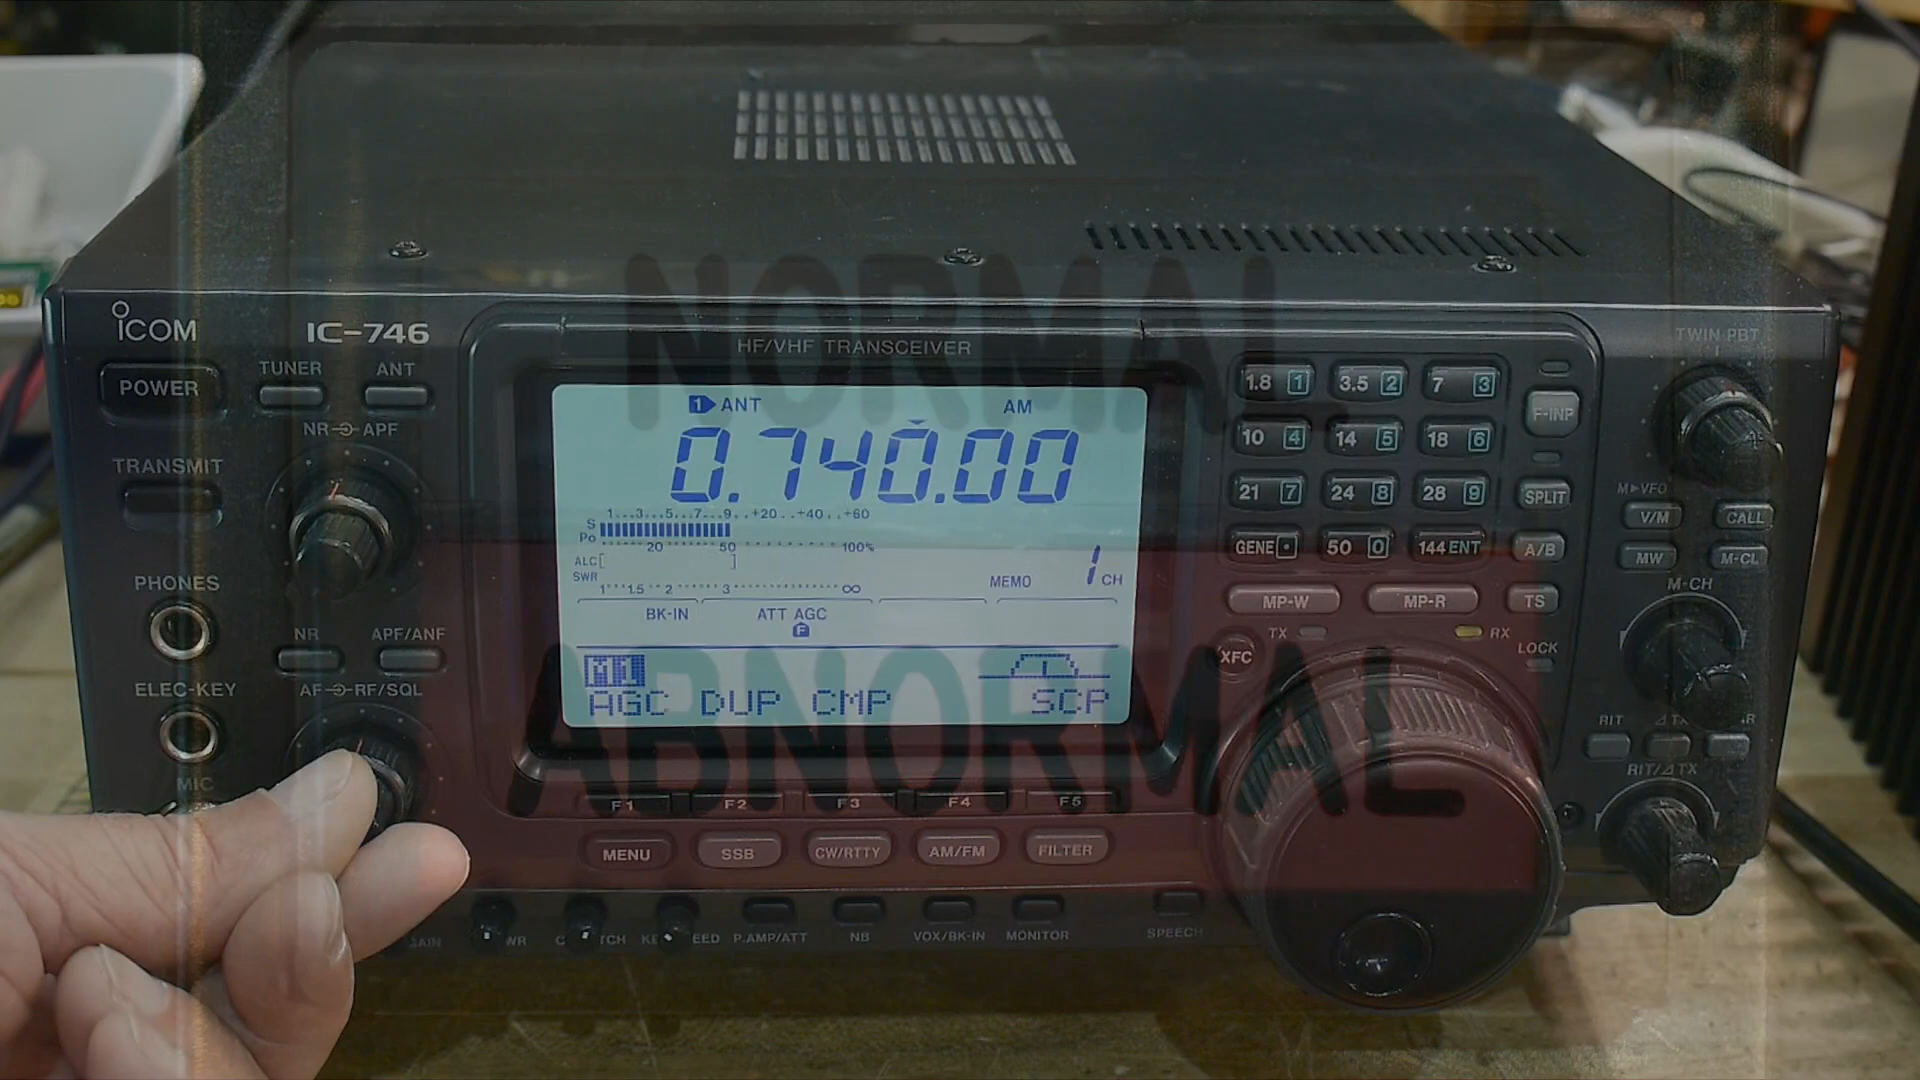 NORMAL
ABNORMAL
ICOM
IC-746
HF/VHF TRANSCEIVER
POWER
TUNER
ANT
NR APF
TRANSMIT
PHONES
NR
APF/ANF
ELEC-KEY
AF RF/SQL
MIC
1 ANT
AM
0.740.00
S 1...3...5...7...9..+20..+40..+60
Po 20 50 100%
ALC
SWR 1 1.5 2 3 ∞
MEMO 1 CH
BK-IN
ATT AGC
F
M1
AGC DUP CMP SCP
F1 F2 F3 F4 F5
MENU SSB CW/RTTY AM/FM FILTER
P.AMP/ATT NB VOX/BK-IN MONITOR SPEECH
1.8 1 3.5 2 7 3
F-INP
10 4 14 5 18 6
21 7 24 8 28 9
SPLIT
GENE • 50 0 144 ENT
A/B
MP-W MP-R TS
TX RX
XFC
LOCK
TWIN PBT
M▶VFO
V/M CALL
MW M-CL
M-CH
RIT
RIT/⊿TX